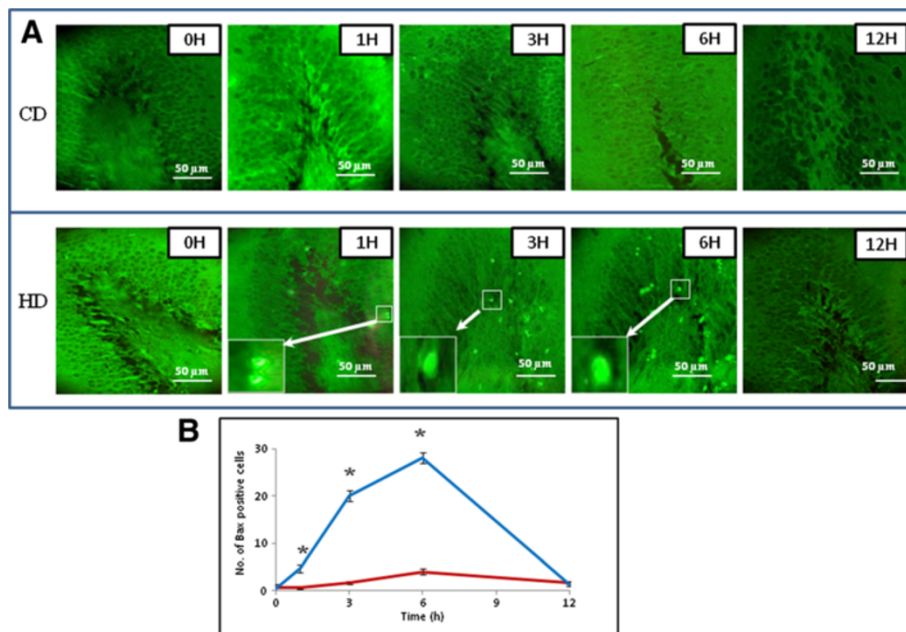 A
0H 1H 3H 6H 12H
CD
50 µm 50 µm 50 µm 50 µm 50 µm
0H 1H 3H 6H 12H
HD
50 µm 50 µm 50 µm 50 µm 50 µm
B
* * *
No. of Bax positive cells
30
20
10
0
0 3 6 9 12
Time (h)